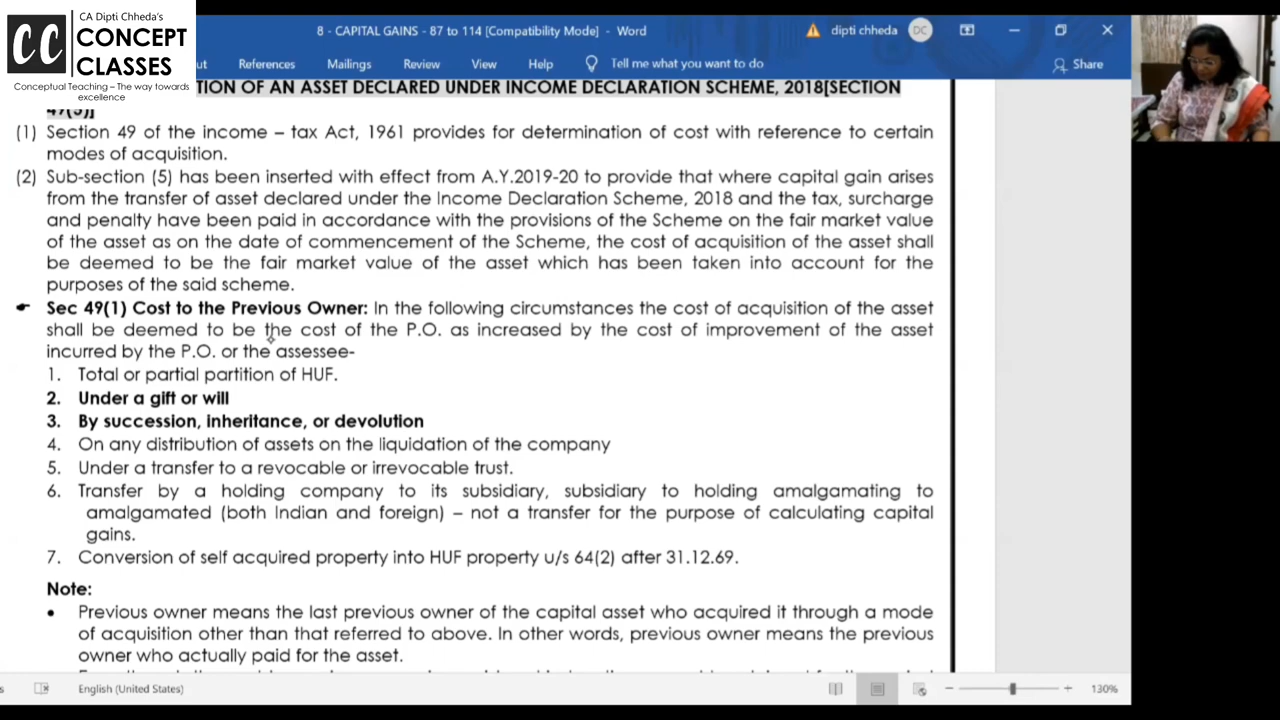 CA Dipti Chheda's
CC CONCEPT
CLASSES
Conceptual Teaching – The way towards
excellence
8 - CAPITAL GAINS - 87 to 114 [Compatibility Mode] - Word
dipti chheda
DC
ut References Mailings Review View Help Tell me what you want to do
Share
TION OF AN ASSET DECLARED UNDER INCOME DECLARATION SCHEME, 2018[SECTION
49(5)]
(1) Section 49 of the income – tax Act, 1961 provides for determination of cost with reference to certain
modes of acquisition.
(2) Sub-section (5) has been inserted with effect from A.Y.2019-20 to provide that where capital gain arises
from the transfer of asset declared under the Income Declaration Scheme, 2018 and the tax, surcharge
and penalty have been paid in accordance with the provisions of the Scheme on the fair market value
of the asset as on the date of commencement of the Scheme, the cost of acquisition of the asset shall
be deemed to be the fair market value of the asset which has been taken into account for the
purposes of the said scheme.
Sec 49(1) Cost to the Previous Owner: In the following circumstances the cost of acquisition of the asset
shall be deemed to be the cost of the P.O. as increased by the cost of improvement of the asset
incurred by the P.O. or the assessee-
1. Total or partial partition of HUF.
2. Under a gift or will
3. By succession, inheritance, or devolution
4. On any distribution of assets on the liquidation of the company
5. Under a transfer to a revocable or irrevocable trust.
6. Transfer by a holding company to its subsidiary, subsidiary to holding amalgamating to
amalgamated (both Indian and foreign) – not a transfer for the purpose of calculating capital
gains.
7. Conversion of self acquired property into HUF property u/s 64(2) after 31.12.69.
Note:
• Previous owner means the last previous owner of the capital asset who acquired it through a mode
of acquisition other than that referred to above. In other words, previous owner means the previous
owner who actually paid for the asset.
s English (United States) 130%